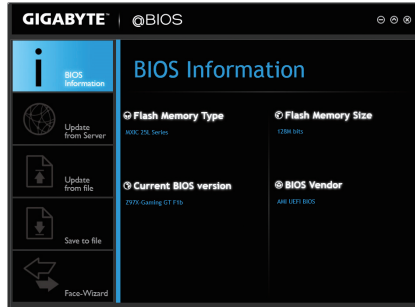 GIGABYTE™ | @BIOS
BIOS
Information
Update
from Server
Update
from file
Save to file
Face-Wizard
BIOS Information
Flash Memory Type
MXIC 25L Series
Flash Memory Size
128M bits
Current BIOS version
Z97X Gaming GT F1b
BIOS Vendor
AMI UEFI BIOS